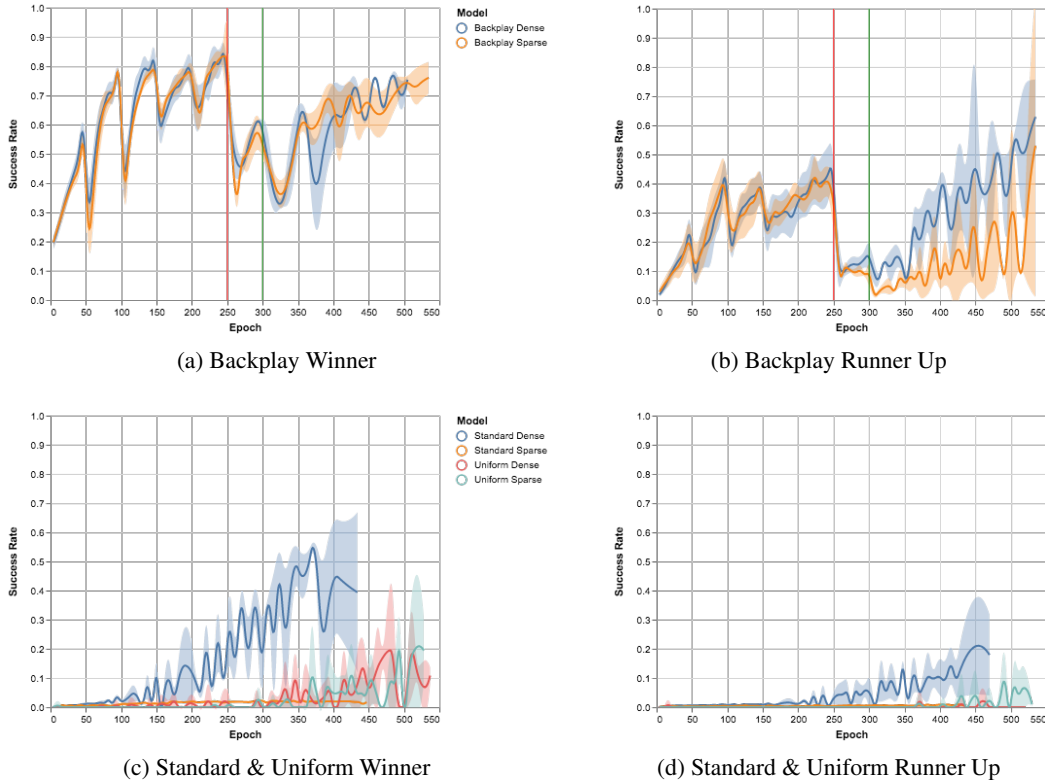 1.0
0.9
0.8
0.7
0.6
0.5
0.4
0.3
0.2
0.1
0.0
Success Rate
0 50 100 150 200 250 300 350 400 450 500 550
Epoch
Model
Backplay Dense
Backplay Sparse
(a) Backplay Winner
1.0
0.9
0.8
0.7
0.6
0.5
0.4
0.3
0.2
0.1
0.0
Success Rate
0 50 100 150 200 250 300 350 400 450 500 550
Epoch
(b) Backplay Runner Up
1.0
0.9
0.8
0.7
0.6
0.5
0.4
0.3
0.2
0.1
0.0
Success Rate
0 50 100 150 200 250 300 350 400 450 500 550
Epoch
Model
Standard Dense
Standard Sparse
Uniform Dense
Uniform Sparse
(c) Standard & Uniform Winner
1.0
0.9
0.8
0.7
0.6
0.5
0.4
0.3
0.2
0.1
0.0
Success Rate
0 50 100 150 200 250 300 350 400 450 500 550
Epoch
(d) Standard & Uniform Runner Up